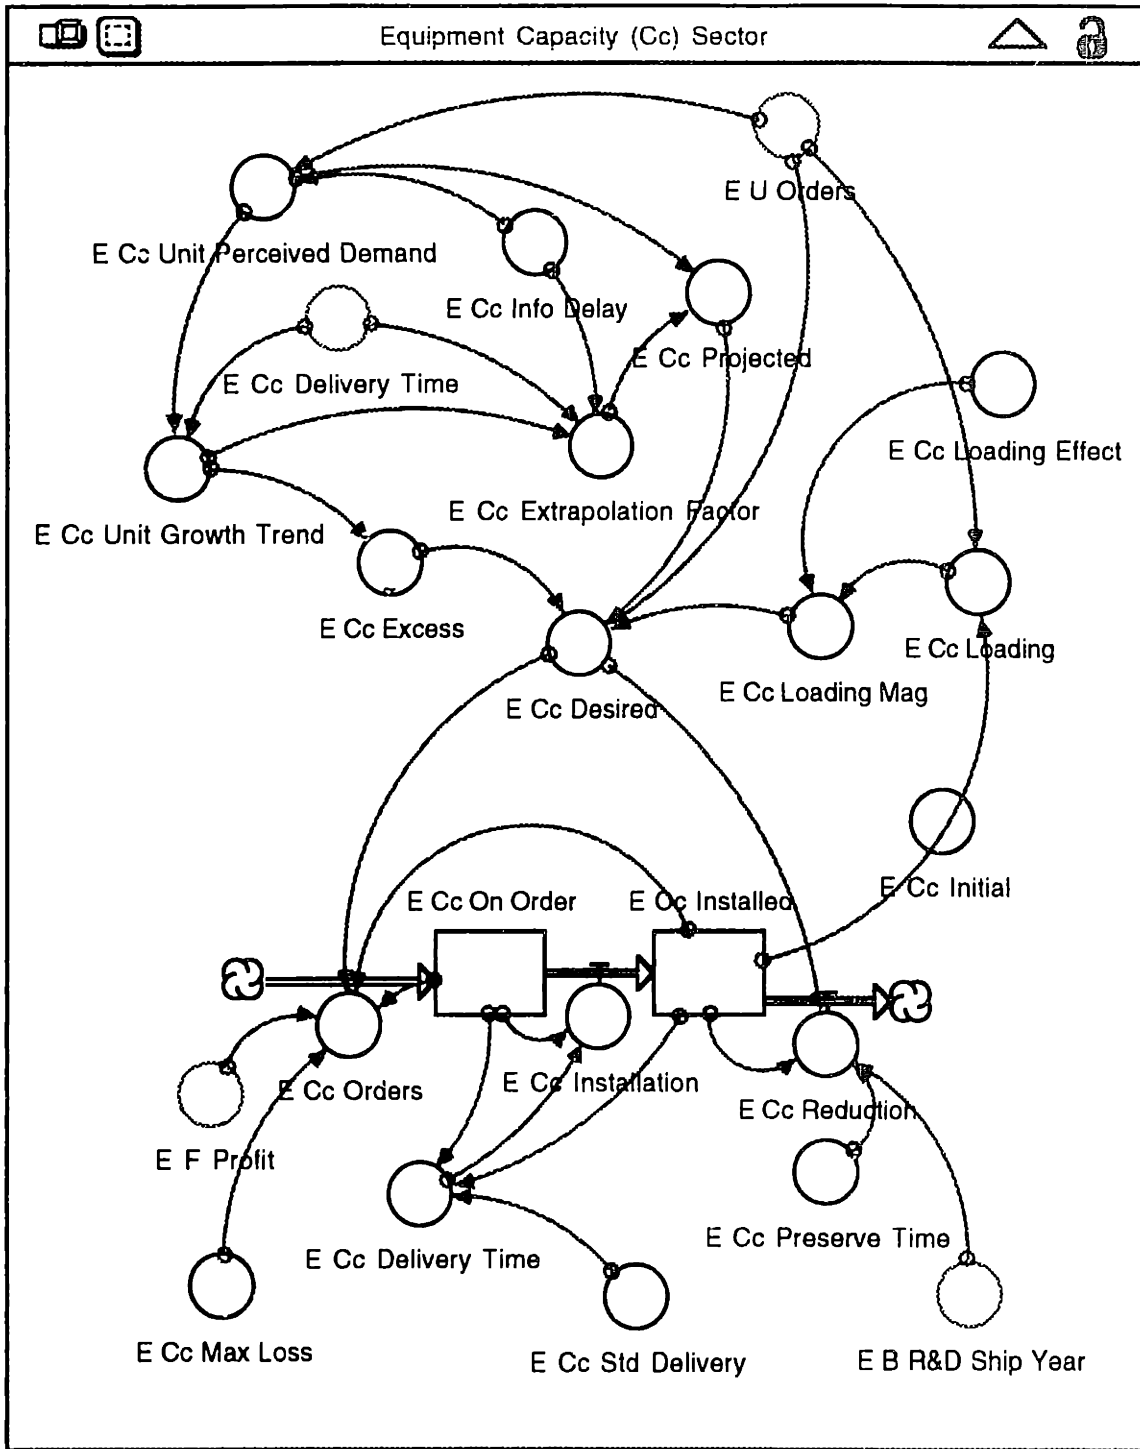 Equipment Capacity (Cc) Sector
E U Orders
E Cc Unit Perceived Demand
E Cc Info Delay
E Cc Projected
E Cc Delivery Time
E Cc Loading Effect
E Cc Extrapolation Factor
E Cc Unit Growth Trend
E Cc Excess
E Cc Loading
E Cc Loading Mag
E Cc Desired
E Cc Initial
E Cc On Order
E Cc Installed
E Cc Installation
E Cc Orders
E Cc Reduction
E F Profit
E Cc Preserve Time
E Cc Delivery Time
E Cc Max Loss
E Cc Std Delivery
E B R&D Ship Year